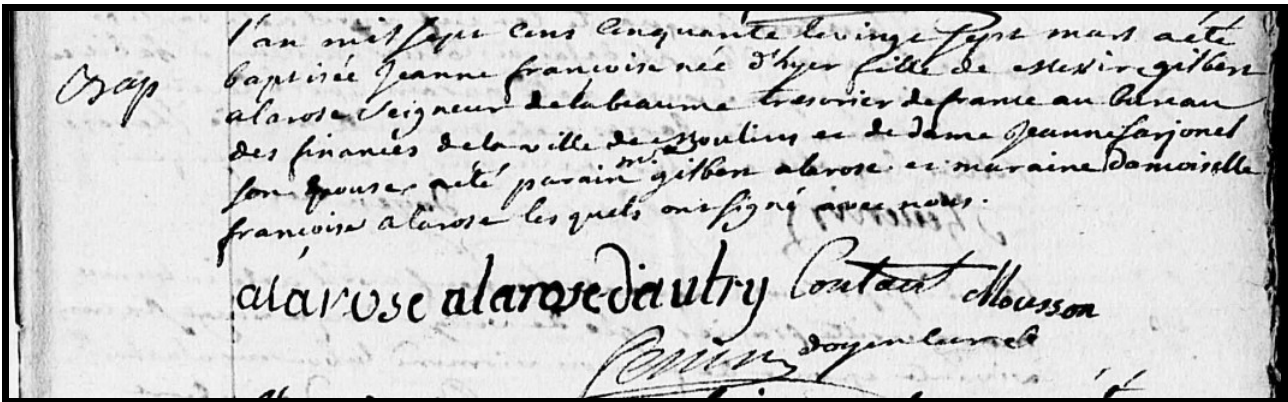 Bap
l'an mil sept cens cinquante le vingt sept mars a été
baptisée Jeanne françoise née d'hyer fille de messire gilbert
alarose Seigneur de la beaume tresorier de france au bureau
des finances de la ville de Moulins et de dame Jeanne farjonel
son epouse, a été parain mr. gilbert alarose et maraine damoiselle
françoise alarose les quels ont signé avec nous.
alarose alarose d'autry Coutant Mousson
doyen curé